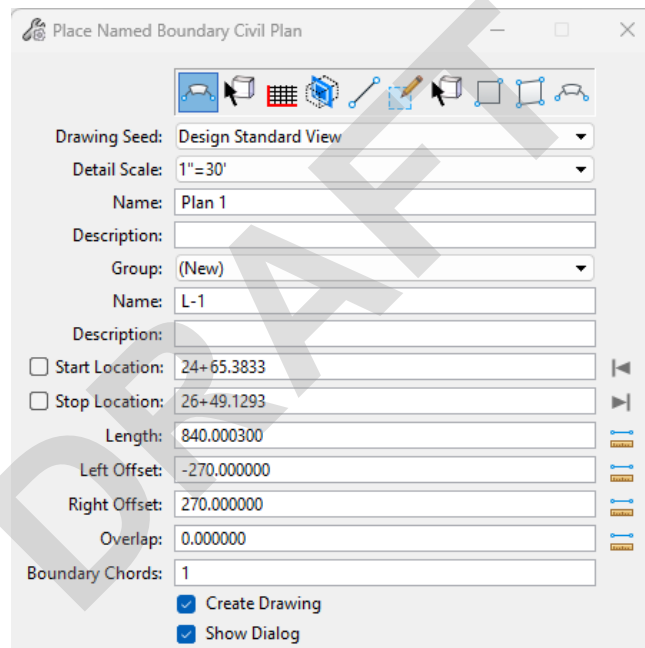 Place Named Boundary Civil Plan
Drawing Seed: Design Standard View
Detail Scale: 1"=30'
Name: Plan 1
Description:
Group: (New)
Name: L-1
Description:
Start Location: 24+65.3833
Stop Location: 26+49.1293
Length: 840.000300
Left Offset: -270.000000
Right Offset: 270.000000
Overlap: 0.000000
Boundary Chords: 1
Create Drawing
Show Dialog
DRAFT